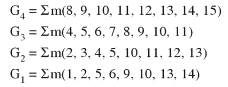 G₄ = Σm(8, 9, 10, 11, 12, 13, 14, 15)
G₃ = Σm(4, 5, 6, 7, 8, 9, 10, 11)
G₂ = Σm(2, 3, 4, 5, 10, 11, 12, 13)
G₁ = Σm(1, 2, 5, 6, 9, 10, 13, 14)